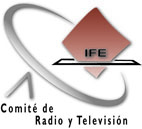 IFE
Comité de
Radio y Televisión